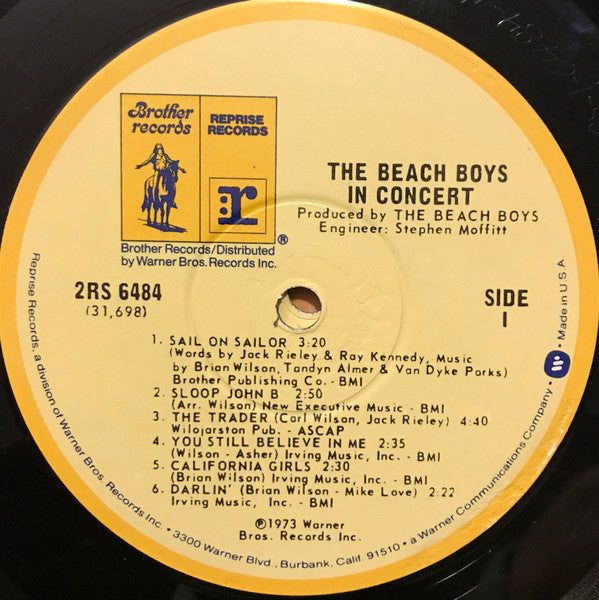 Brother
records
REPRISE
RECORDS
r
®
Brother Records/Distributed
by Warner Bros. Records Inc.
THE BEACH BOYS
IN CONCERT
Produced by THE BEACH BOYS
Engineer: Stephen Moffitt
2RS 6484
(31,698)
SIDE
1
1. SAIL ON SAILOR 3:20
(Words by Jack Rieley & Ray Kennedy, Music
by Brian Wilson, Tandyn Almer & Van Dyke Parks)
Brother Publishing Co. - BMI
2. SLOOP JOHN B 2:50
(Arr. Wilson) New Executive Music - BMI
3. THE TRADER (Carl Wilson, Jack Rieley) 4:40
Wilojarston Pub. - ASCAP
4. YOU STILL BELIEVE IN ME 2:35
(Wilson - Asher) Irving Music, Inc. - BMI
5. CALIFORNIA GIRLS 2:30
(Brian Wilson) Irving Music, Inc. - BMI
6. DARLIN' (Brian Wilson - Mike Love) 2:22
Irving Music, Inc. - BMI
℗1973 Warner
Bros. Records Inc.
Reprise Records, a division of Warner Bros. Records Inc. • 3300 Warner Blvd., Burbank, Calif. 91510 • a Warner Communications Company • W • Made in U.S.A.